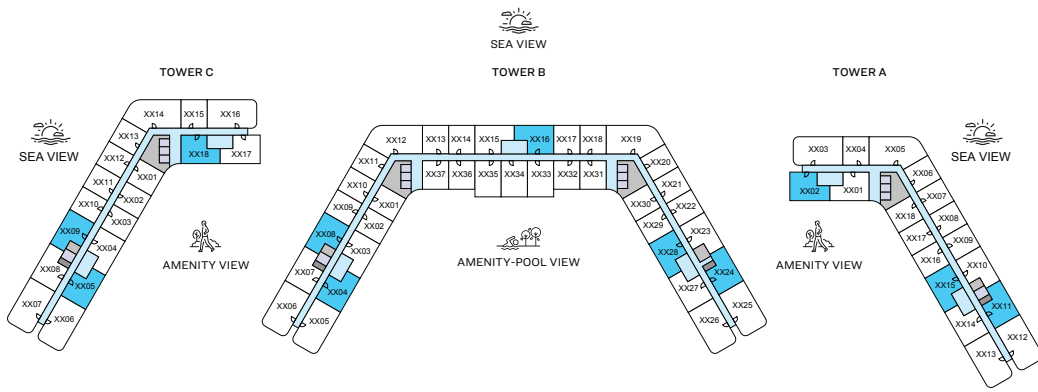 SEA VIEW
TOWER C
TOWER B
TOWER A
SEA VIEW
XX14
XX15
XX16
XX13
XX12
XX11
XX10
XX09
XX08
XX07
XX18
XX17
XX01
XX02
XX03
XX04
XX05
XX06
AMENITY VIEW
XX12
XX13
XX14
XX15
XX16
XX17
XX18
XX19
XX11
XX10
XX09
XX08
XX07
XX06
XX37
XX36
XX35
XX34
XX33
XX32
XX31
XX01
XX02
XX03
XX04
XX05
XX20
XX21
XX22
XX23
XX24
XX25
XX30
XX29
XX28
XX27
XX26
AMENITY-POOL VIEW
XX03
XX04
XX05
XX02
XX01
XX06
XX07
XX08
XX09
XX10
XX11
XX12
XX18
XX17
XX16
XX15
XX14
XX13
AMENITY VIEW
SEA VIEW